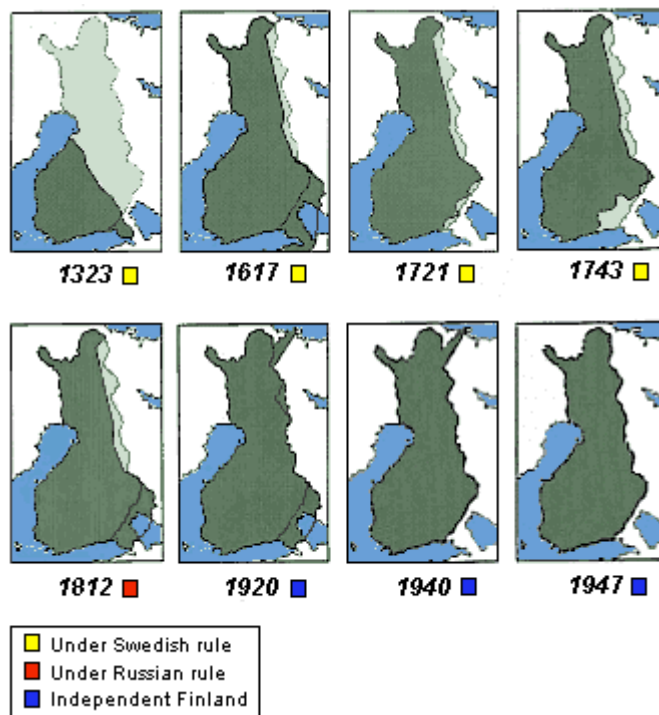 1323
1617
1721
1743
1812
1920
1940
1947
Under Swedish rule
Under Russian rule
Independent Finland